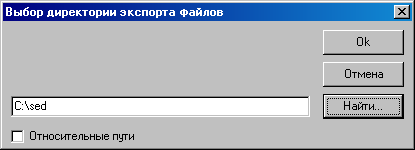 Выбор директории экспорта файлов
Ok
Отмена
C:\sed
Найти...
Относительные пути